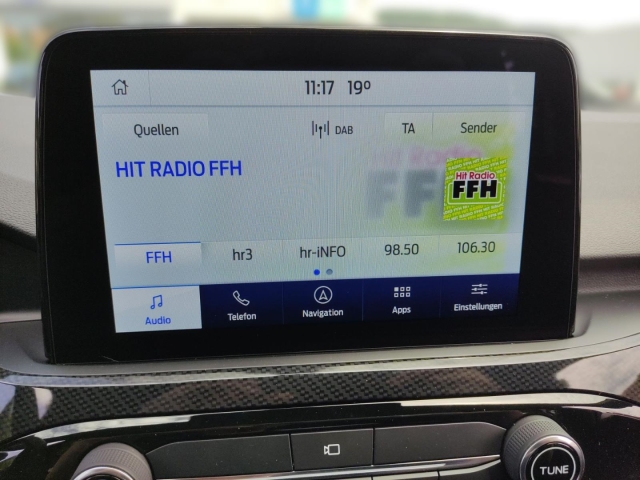 11:17 19º
Quellen DAB TA Sender
HIT RADIO FFH
Hit Radio
FFH
FFH hr3 hr-iNFO 98.50 106.30
Audio Telefon Navigation Apps Einstellungen
TUNE